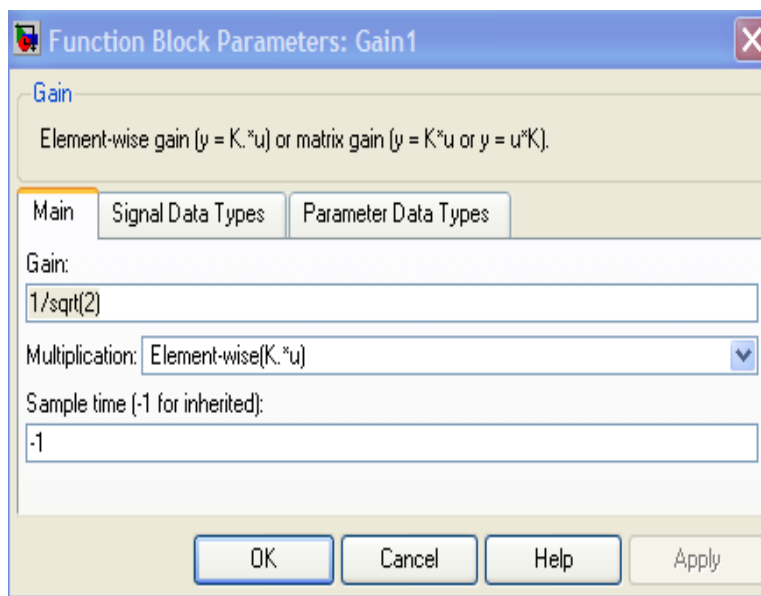 Function Block Parameters: Gain1
Gain
Element-wise gain (y = K.*u) or matrix gain (y = K*u or y = u*K).
Main Signal Data Types Parameter Data Types
Gain:
1/sqrt(2)
Multiplication: Element-wise(K.*u)
Sample time (-1 for inherited):
-1
OK Cancel Help Apply